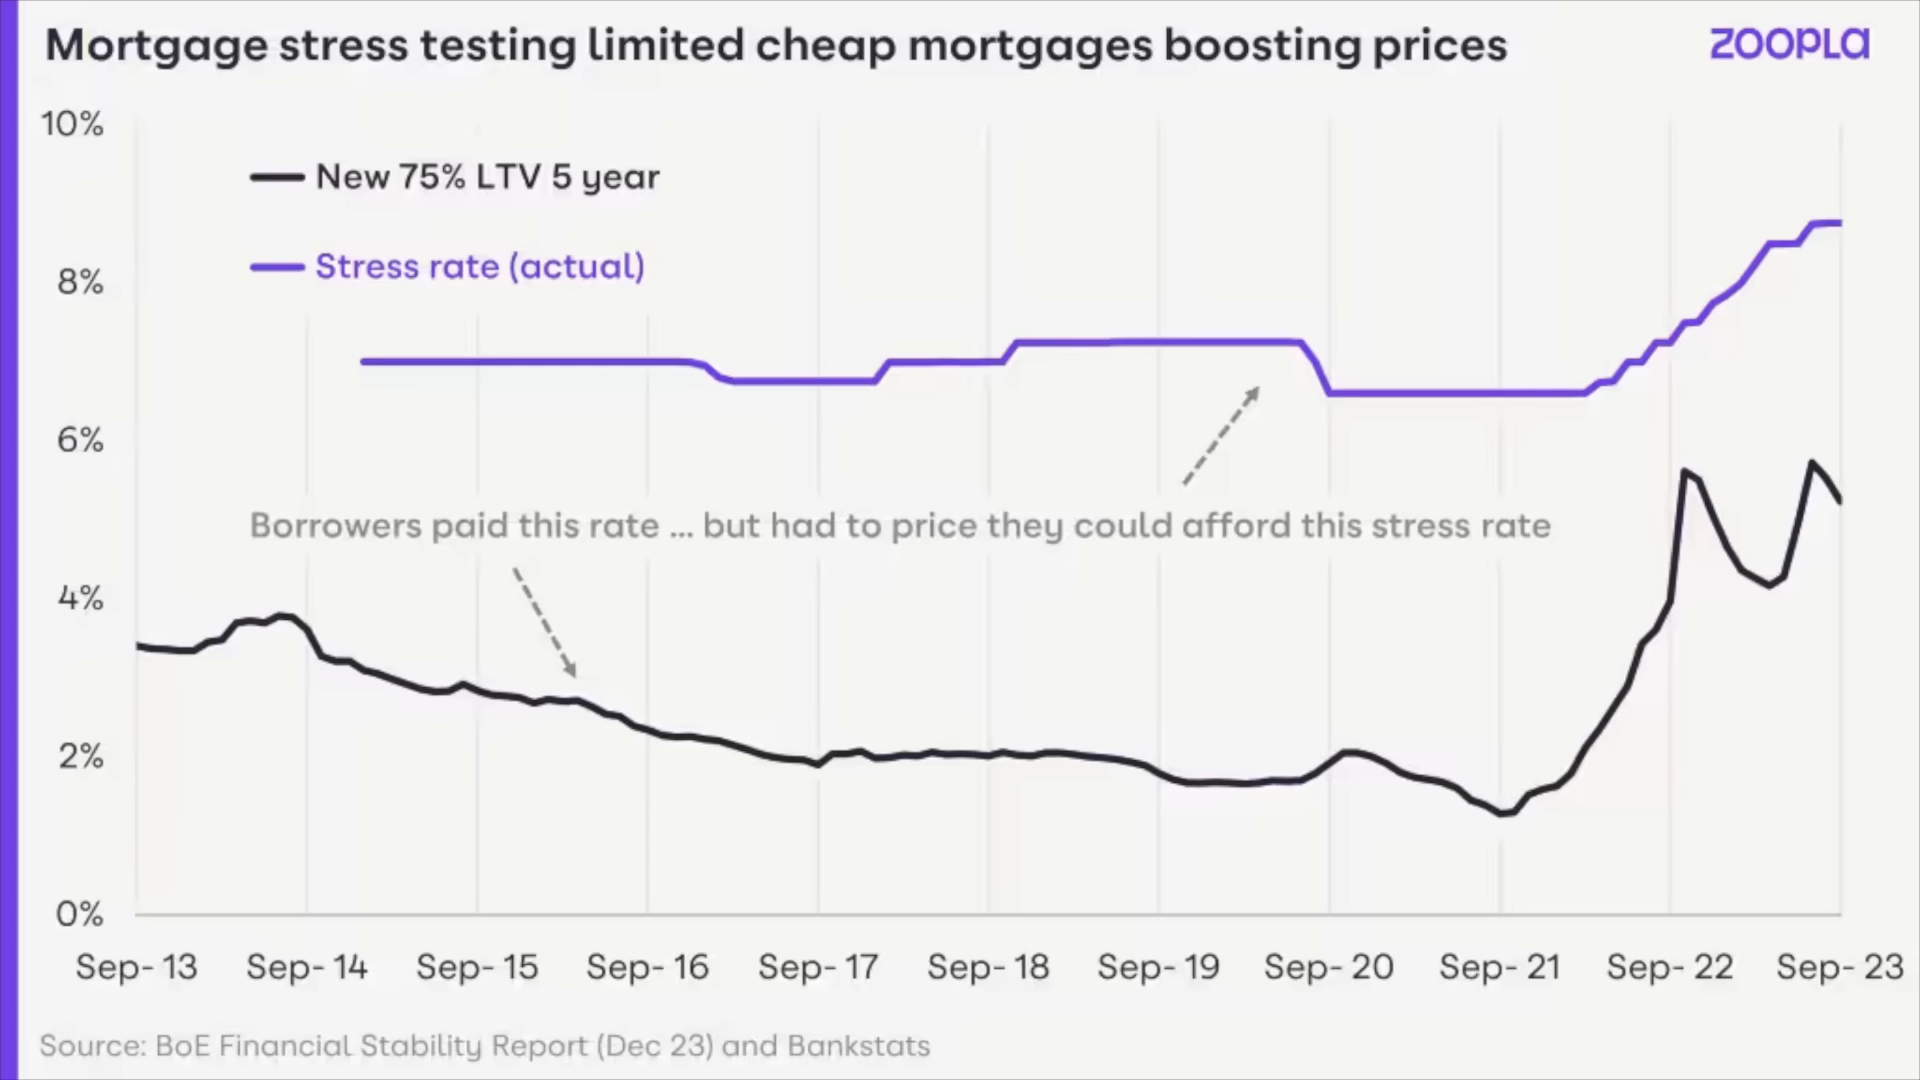 Mortgage stress testing limited cheap mortgages boosting prices
zoopla
10%
New 75% LTV 5 year
Stress rate (actual)
8%
6%
Borrowers paid this rate ... but had to price they could afford this stress rate
4%
2%
0%
Sep- 13 Sep- 14 Sep- 15 Sep- 16 Sep- 17 Sep- 18 Sep- 19 Sep- 20 Sep- 21 Sep- 22 Sep- 23
Source: BoE Financial Stability Report (Dec 23) and Bankstats